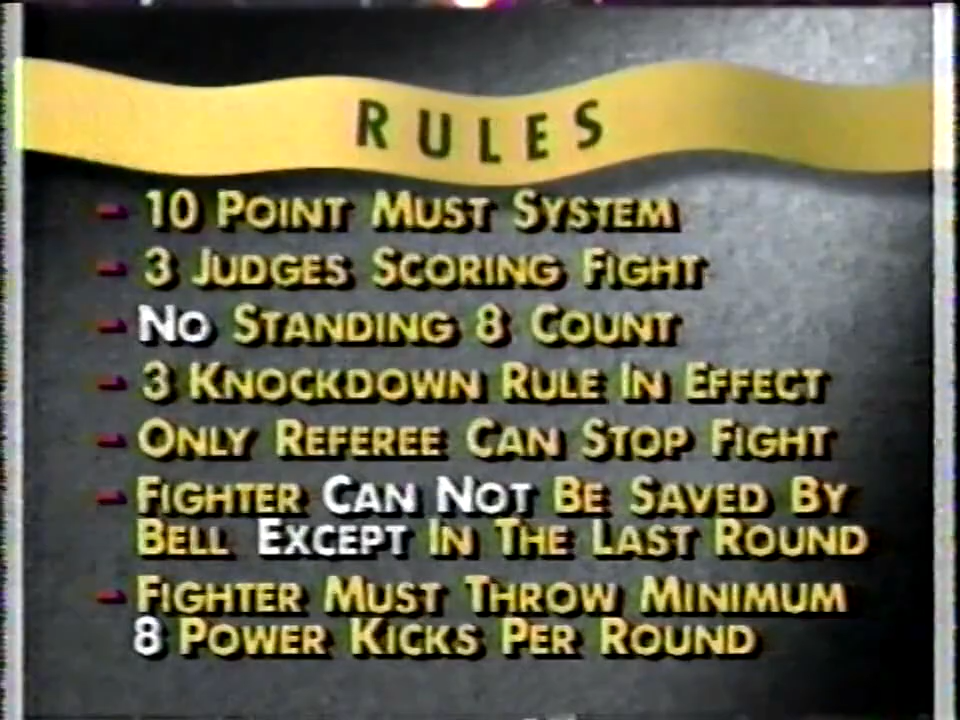 RULES
- 10 POINT MUST SYSTEM
- 3 JUDGES SCORING FIGHT
- NO STANDING 8 COUNT
- 3 KNOCKDOWN RULE IN EFFECT
- ONLY REFEREE CAN STOP FIGHT
- FIGHTER CAN NOT BE SAVED BY
BELL EXCEPT IN THE LAST ROUND
- FIGHTER MUST THROW MINIMUM
8 POWER KICKS PER ROUND